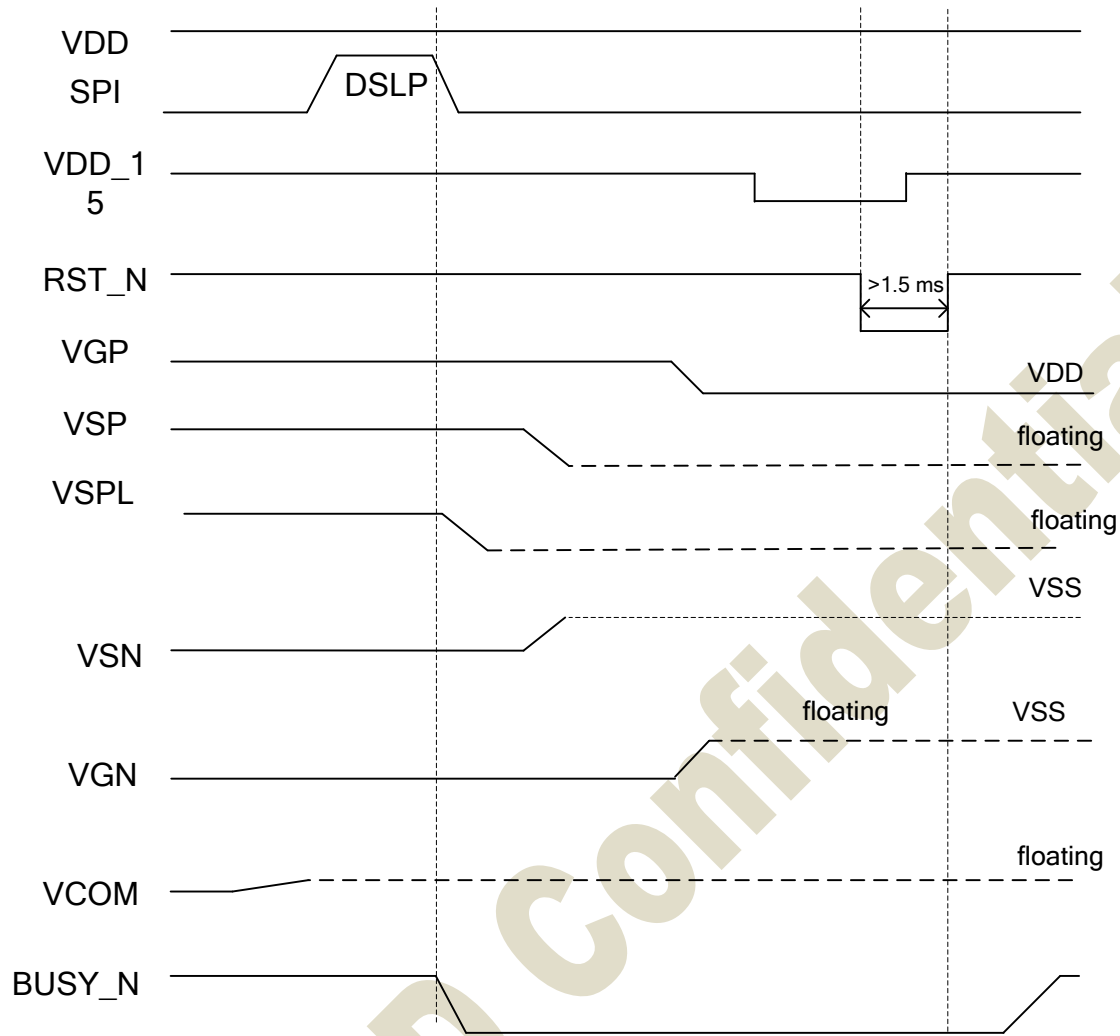 VDD
SPI
DSLP
VDD_1
5
RST_N
>1.5 ms
VGP
VDD
VSP
floating
VSPL
floating
VSS
VSN
floating
VSS
VGN
floating
VCOM
BUSY_N
Confidential